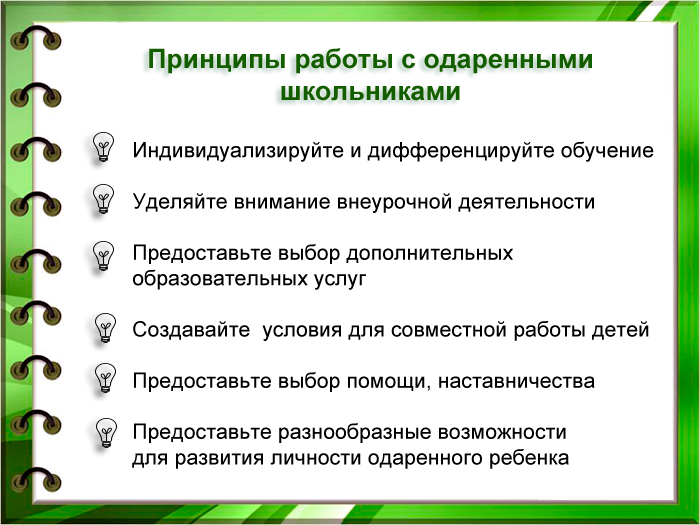 Принципы работы с одаренными
школьниками
Индивидуализируйте и дифференцируйте обучение
Уделяйте внимание внеурочной деятельности
Предоставьте выбор дополнительных
образовательных услуг
Создавайте  условия для совместной работы детей
Предоставьте выбор помощи, наставничества
Предоставьте разнообразные возможности
для развития личности одаренного ребенка